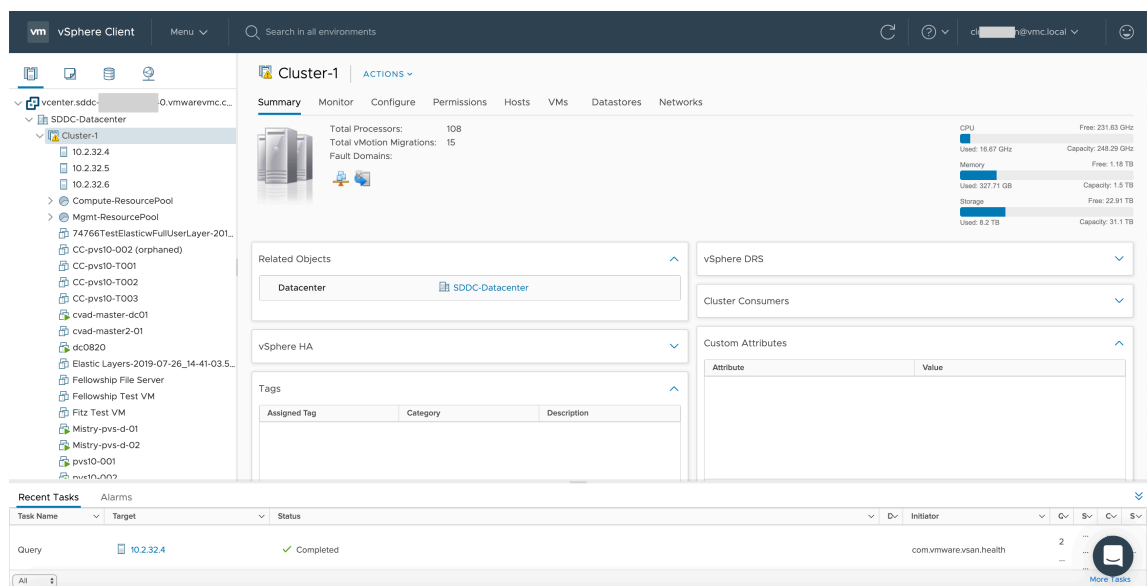 vm vSphere Client Menu Search in all environments cl n@vmc.local
Cluster-1 ACTIONS
Summary Monitor Configure Permissions Hosts VMs Datastores Networks
vcenter.sddc- 0.vmwarevmc.c...
SDDC-Datacenter
Cluster-1
10.2.32.4
10.2.32.5
10.2.32.6
Compute-ResourcePool
Mgmt-ResourcePool
74766TestElasticwFullUserLayer-201...
CC-pvs10-002 (orphaned)
CC-pvs10-T001
CC-pvs10-T002
CC-pvs10-T003
cvad-master-dc01
cvad-master2-01
dc0820
Elastic Layers-2019-07-26_14-41-03.5...
Fellowship File Server
Fellowship Test VM
Fitz Test VM
Mistry-pvs-d-01
Mistry-pvs-d-02
pvs10-001
pvs10-002
Total Processors: 108
Total vMotion Migrations: 15
Fault Domains:
CPU Free: 231.63 GHz
Used: 16.67 GHz Capacity: 248.29 GHz
Memory Free: 1.18 TB
Used: 327.71 GB Capacity: 1.5 TB
Storage Free: 22.91 TB
Used: 8.2 TB Capacity: 31.1 TB
Related Objects
Datacenter SDDC-Datacenter
vSphere HA
Tags
Assigned Tag Category Description
vSphere DRS
Cluster Consumers
Custom Attributes
Attribute Value
Recent Tasks Alarms
Task Name Target Status D Initiator Q S C S
Query 10.2.32.4 Completed com.vmware.vsan.health 2
... ...
All More Tasks